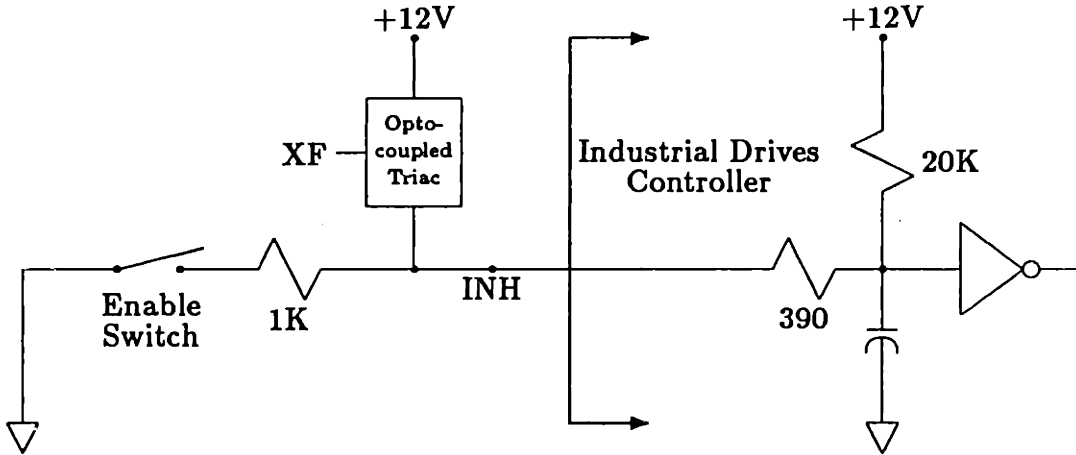 +12V
+12V
Opto-
coupled
Triac
XF
Industrial Drives
Controller
20K
Enable
Switch
1K
INH
390